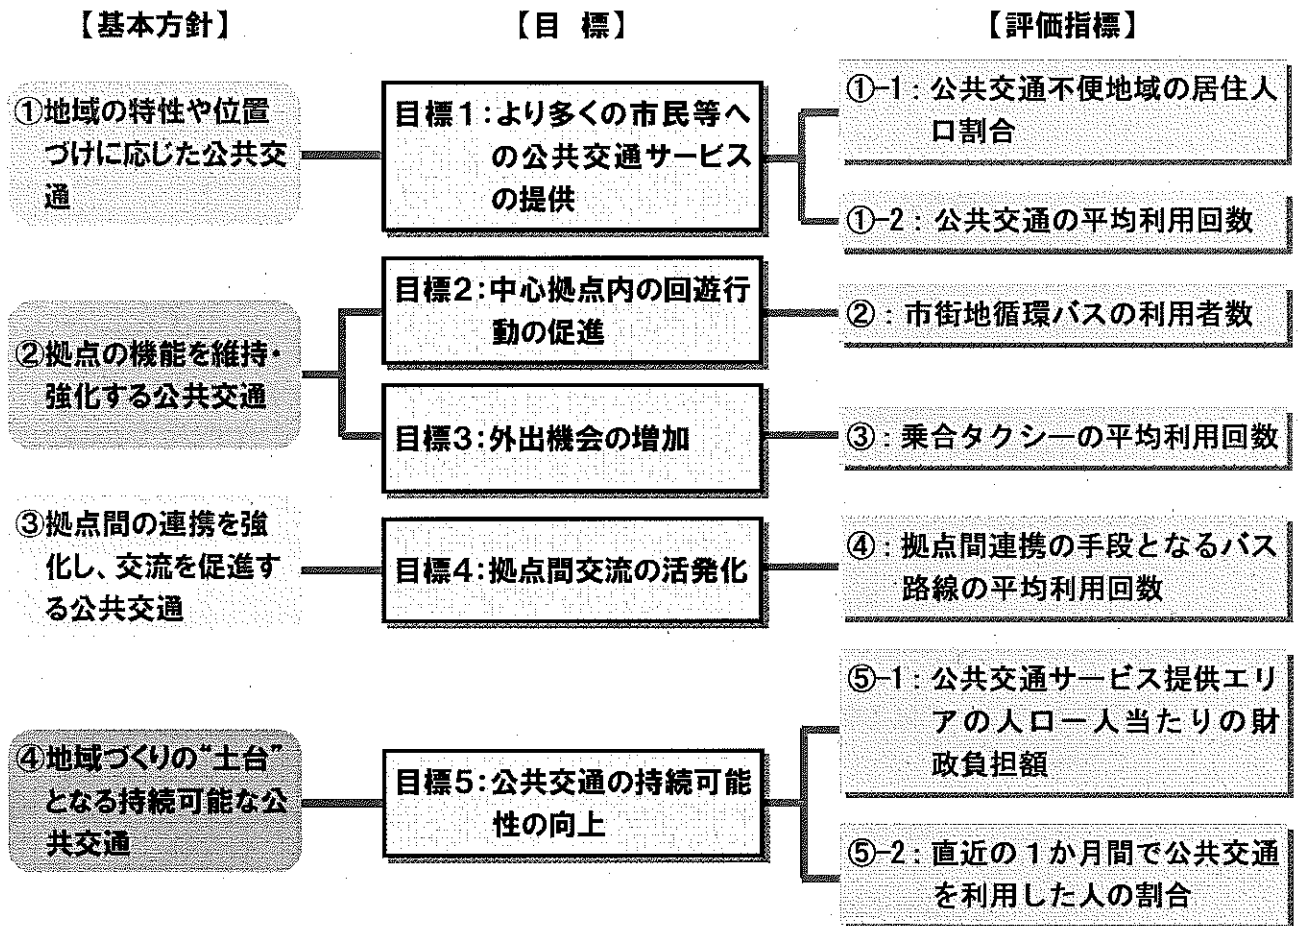 【基本方針】
【目 標】
【評価指標】
①地域の特性や位置
づけに応じた公共交
通
目標1:より多くの市民等へ
の公共交通サービス
の提供
①-1:公共交通不便地域の居住人
口割合
①-2:公共交通の平均利用回数
②拠点の機能を維持・
強化する公共交通
目標2:中心拠点内の回遊行
動の促進
②:市街地循環バスの利用者数
目標3:外出機会の増加
③:乗合タクシーの平均利用回数
③拠点間の連携を強
化し、交流を促進す
る公共交通
目標4:拠点間交流の活発化
④:拠点間連携の手段となるバス
路線の平均利用回数
④地域づくりの“土台”
となる持続可能な公
共交通
目標5:公共交通の持続可能
性の向上
⑤-1:公共交通サービス提供エリ
アの人口一人当たりの財
政負担額
⑤-2:直近の1か月間で公共交通
を利用した人の割合